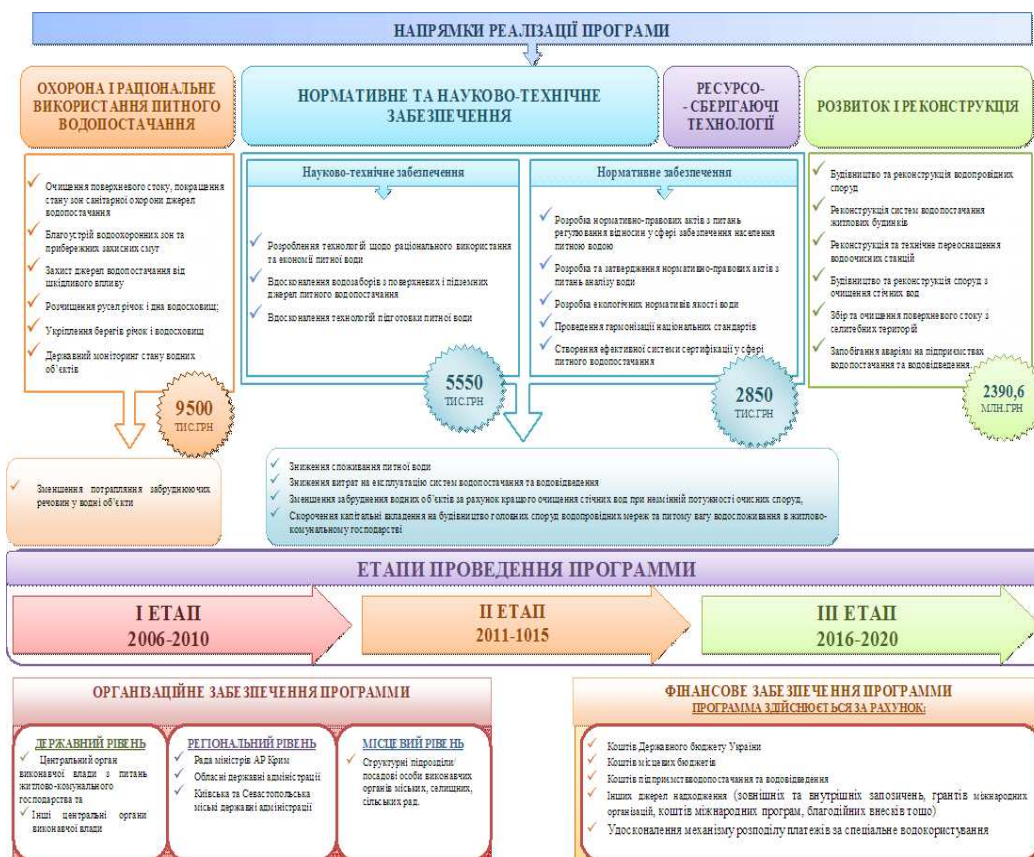 НАПРЯМКИ РЕАЛІЗАЦІЇ ПРОГРАМИ
ОХОРОНА І РАЦІОНАЛЬНЕ
ВИКОРИСТАННЯ ПИТНОГО
ВОДОПОСТАЧАННЯ
НОРМАТИВНЕ ТА НАУКОВО-ТЕХНІЧНЕ
ЗАБЕЗПЕЧЕННЯ
РЕСУРСО-
- СБЕРІГАЮЧІ
ТЕХНОЛОГІЇ
РОЗВИТОК І РЕКОНСТРУКЦІЯ
Очищення поверхневого стоку, покращення
стану зон санітарної охорони джерел
водопостачання
Благоустрій водоохоронних зон та
прибережних захисних смуг
Захист джерел водопостачання від
шкідливого впливу
Розчищення русел річок і дна водосховищ;
Укріплення берегів річок і водосховищ
Державний моніторинг стану водних
об'єктів
9500
ТИС.ГРН
Зменшення потрапляння забруднюючих
речовин у водні об'єкти
Науково-технічне забезпечення
Розроблення технологій щодо раціонального використання
та економії питної води
Вдосконалення водозаборів з поверхневих і підземних
джерел питного водопостачання
Вдосконалення технологій підготовки питної води
5550
ТИС.ГРН
Нормативне забезпечення
Розробка нормативно-правових актів з питань
регулювання відносин у сфері забезпечення населення
питною водою
Розробка та затвердження нормативно-правових актів з
питань аналізу води
Розробка екологічних нормативів якості води
Проведення гармонізації національних стандартів
Створення ефективної системи сертифікації у сфері
питного водопостачання
2850
ТИС.ГРН
Будівництво та реконструкція водопровідних
споруд
Реконструкція систем водопостачання
житлових будинків
Реконструкція та технічне переоснащення
водоочисних станцій
Будівництво та реконструкція споруд з
очищення стічних вод
Збір та очищення поверхневого стоку з
селитебних територій
Запобігання аваріям на підприємствах
водопостачання та водовідведення
2390,6
МЛН.ГРН
Зниження споживання питної води
Зниження витрат на експлуатацію систем водопостачання та водовідведення
Зменшення забруднення водних об'єктів за рахунок кращого очищення стічних вод при незмінній потужності очисних споруд,
Скорочення капітальні вкладення на будівництво головних споруд водопровідних мереж та питому вагу водоспоживання в житлово-
комунальному господарстві
ЕТАПИ ПРОВЕДЕННЯ ПРОГРАММИ
І ЕТАП
2006-2010
ІІ ЕТАП
2011-1015
ІІІ ЕТАП
2016-2020
ОРГАНІЗАЦІЙНЕ ЗАБЕЗПЕЧЕННЯ ПРОГРАММИ
ДЕРЖАВНИЙ РІВЕНЬ
Центральний орган
виконавчої влади з питань
житлово-комунального
господарства та
Інші центральні органи
виконавчої влади
РЕГІОНАЛЬНИЙ РІВЕНЬ
Рада міністрів АР Крим
Обласні державні адміністрації
Київська та Севастопольська
міські державні адміністрації
МІСЦЕВИЙ РІВЕНЬ
Структурні підрозділи/
посадові особи виконавчих
органів міських, селищних,
сільських рад.
ФІНАНСОВЕ ЗАБЕЗПЕЧЕННЯ ПРОГРАММИ
ПРОГРАММА ЗДІЙСНЮЄТЬСЯ ЗА РАХУНОК:
Коштів Державного бюджету України
Коштів місцевих бюджетів
Коштів підприємствводопостачання та водовідведення
Інших джерел надходження (зовнішніх та внутрішніх запозичень, грантів міжнародних
організацій, коштів міжнародних програм, благодійних внесків тощо)
Удосконалення механізму розподілу платежів за спеціальне водокористування